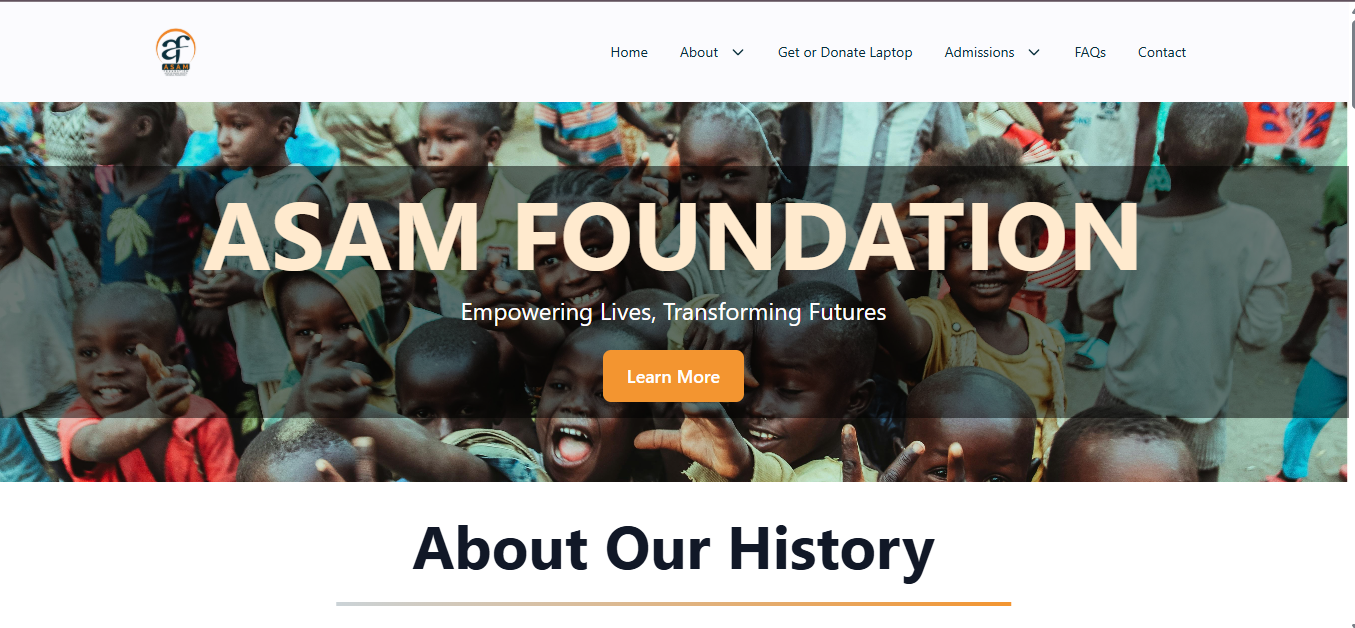 af
ASAM
Home About Get or Donate Laptop Admissions FAQs Contact
ASAM FOUNDATION
Empowering Lives, Transforming Futures
Learn More
About Our History